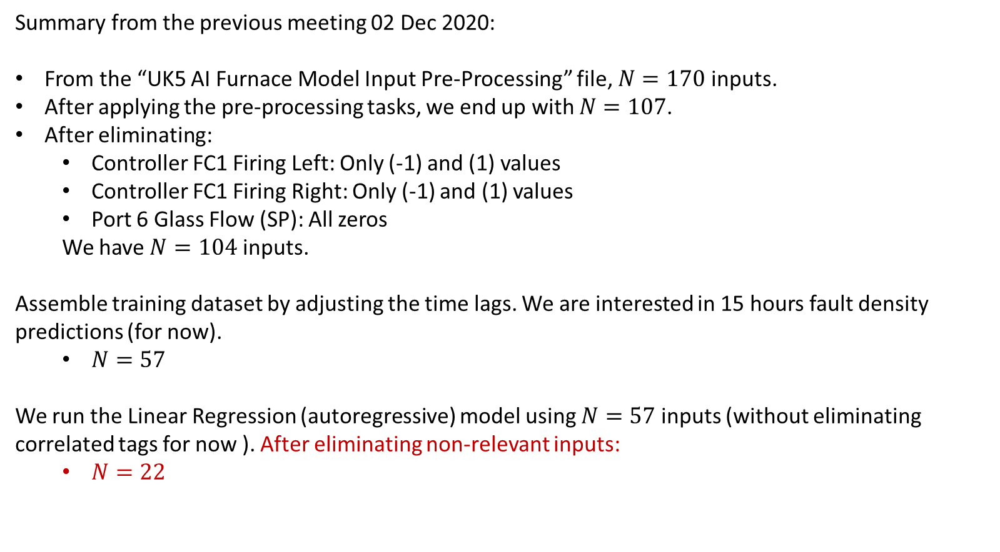 Summary from the previous meeting 02 Dec 2020:
• From the “UK5 AI Furnace Model Input Pre-Processing” file, N = 170 inputs.
• After applying the pre-processing tasks, we end up with N = 107.
• After eliminating:
• Controller FC1 Firing Left: Only (-1) and (1) values
• Controller FC1 Firing Right: Only (-1) and (1) values
• Port 6 Glass Flow (SP): All zeros
We have N = 104 inputs.
Assemble training dataset by adjusting the time lags. We are interested in 15 hours fault density
predictions (for now).
• N = 57
We run the Linear Regression (autoregressive) model using N = 57 inputs (without eliminating
correlated tags for now ). After eliminating non-relevant inputs:
• N = 22